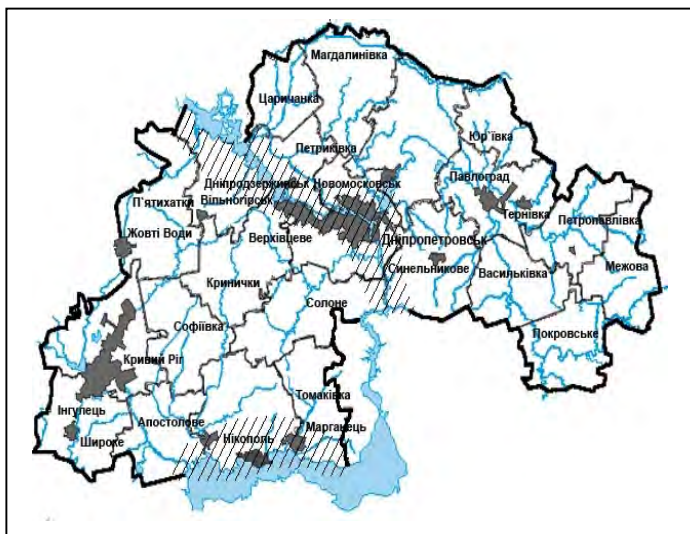 Магдалинівка
Царичанка
Юр`ївка
Петриківка
Павлоград
Дніпродзержинськ
Новомосковськ
Вільногірськ
Тернівка
П`ятихатки
Петропавлівка
Жовті Води
Верхівцеве
Дніпропетровськ
Синельникове
Васильківка
Межова
Кринички
Солоне
Софіївка
Покровське
Кривий Ріг
Томаківка
Інгулець
Апостолове
Марганець
Широке
Нікополь